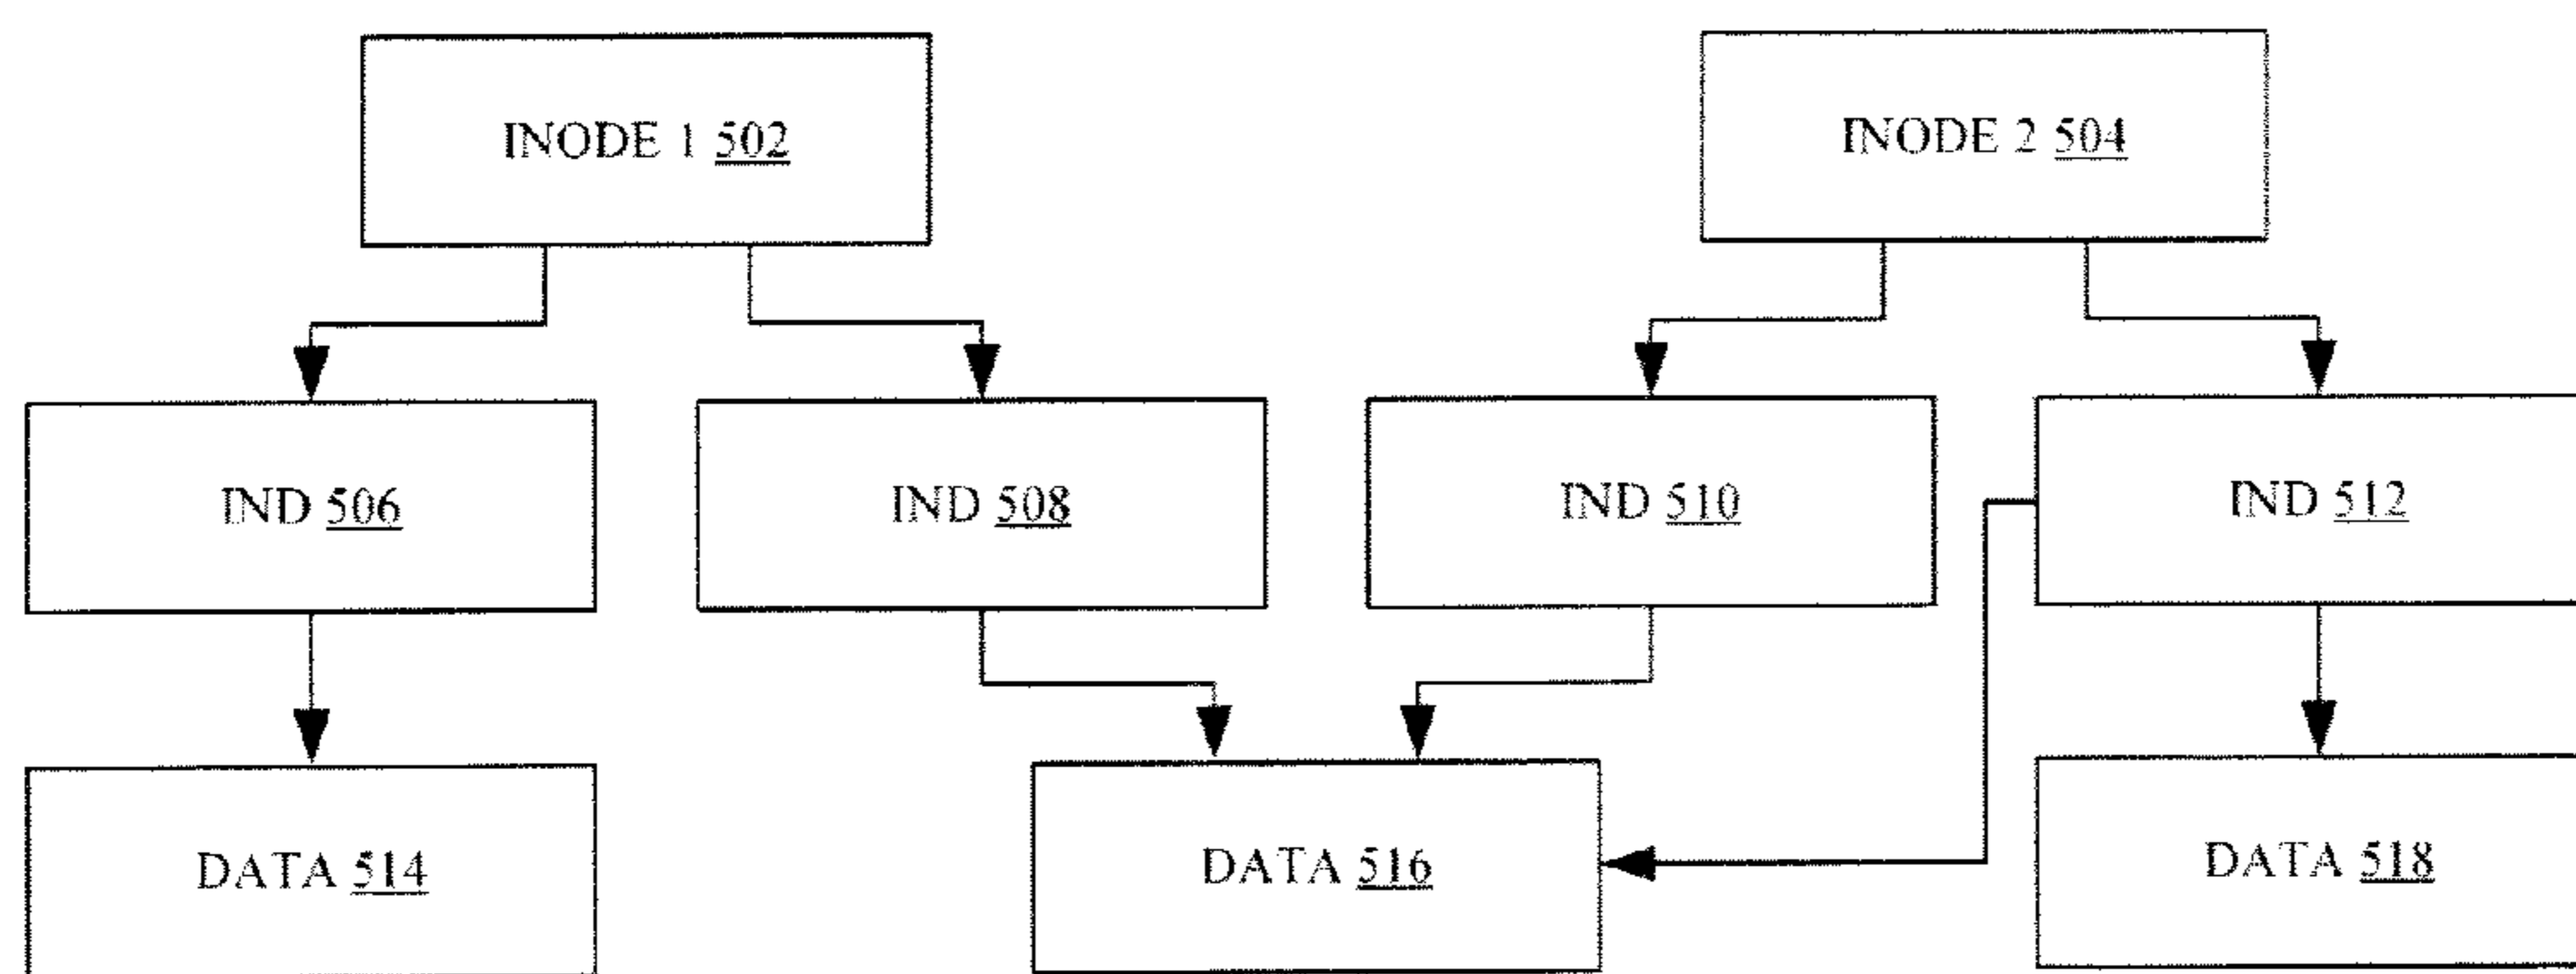 INODE 1 502
INODE 2 504
IND 506
IND 508
IND 510
IND 512
DATA 514
DATA 516
DATA 518